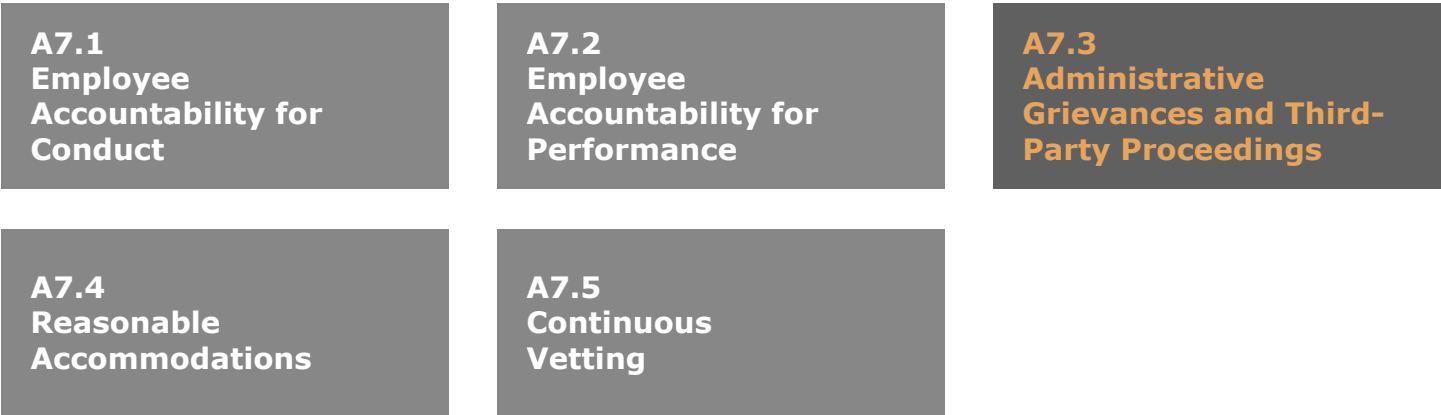 A7.1
Employee
Accountability for
Conduct
A7.2
Employee
Accountability for
Performance
A7.3
Administrative
Grievances and Third-
Party Proceedings
A7.4
Reasonable
Accommodations
A7.5
Continuous
Vetting